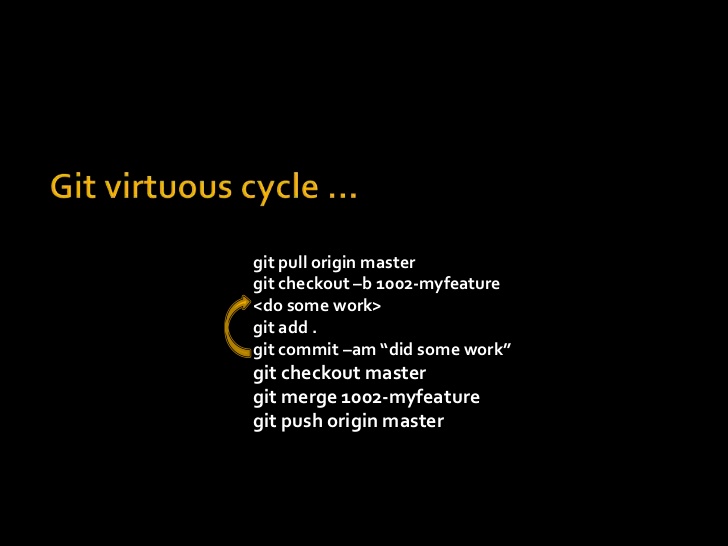 Git virtuous cycle ...
git pull origin master
git checkout –b 1002-myfeature
<do some work>
git add .
git commit –am “did some work”
git checkout master
git merge 1002-myfeature
git push origin master